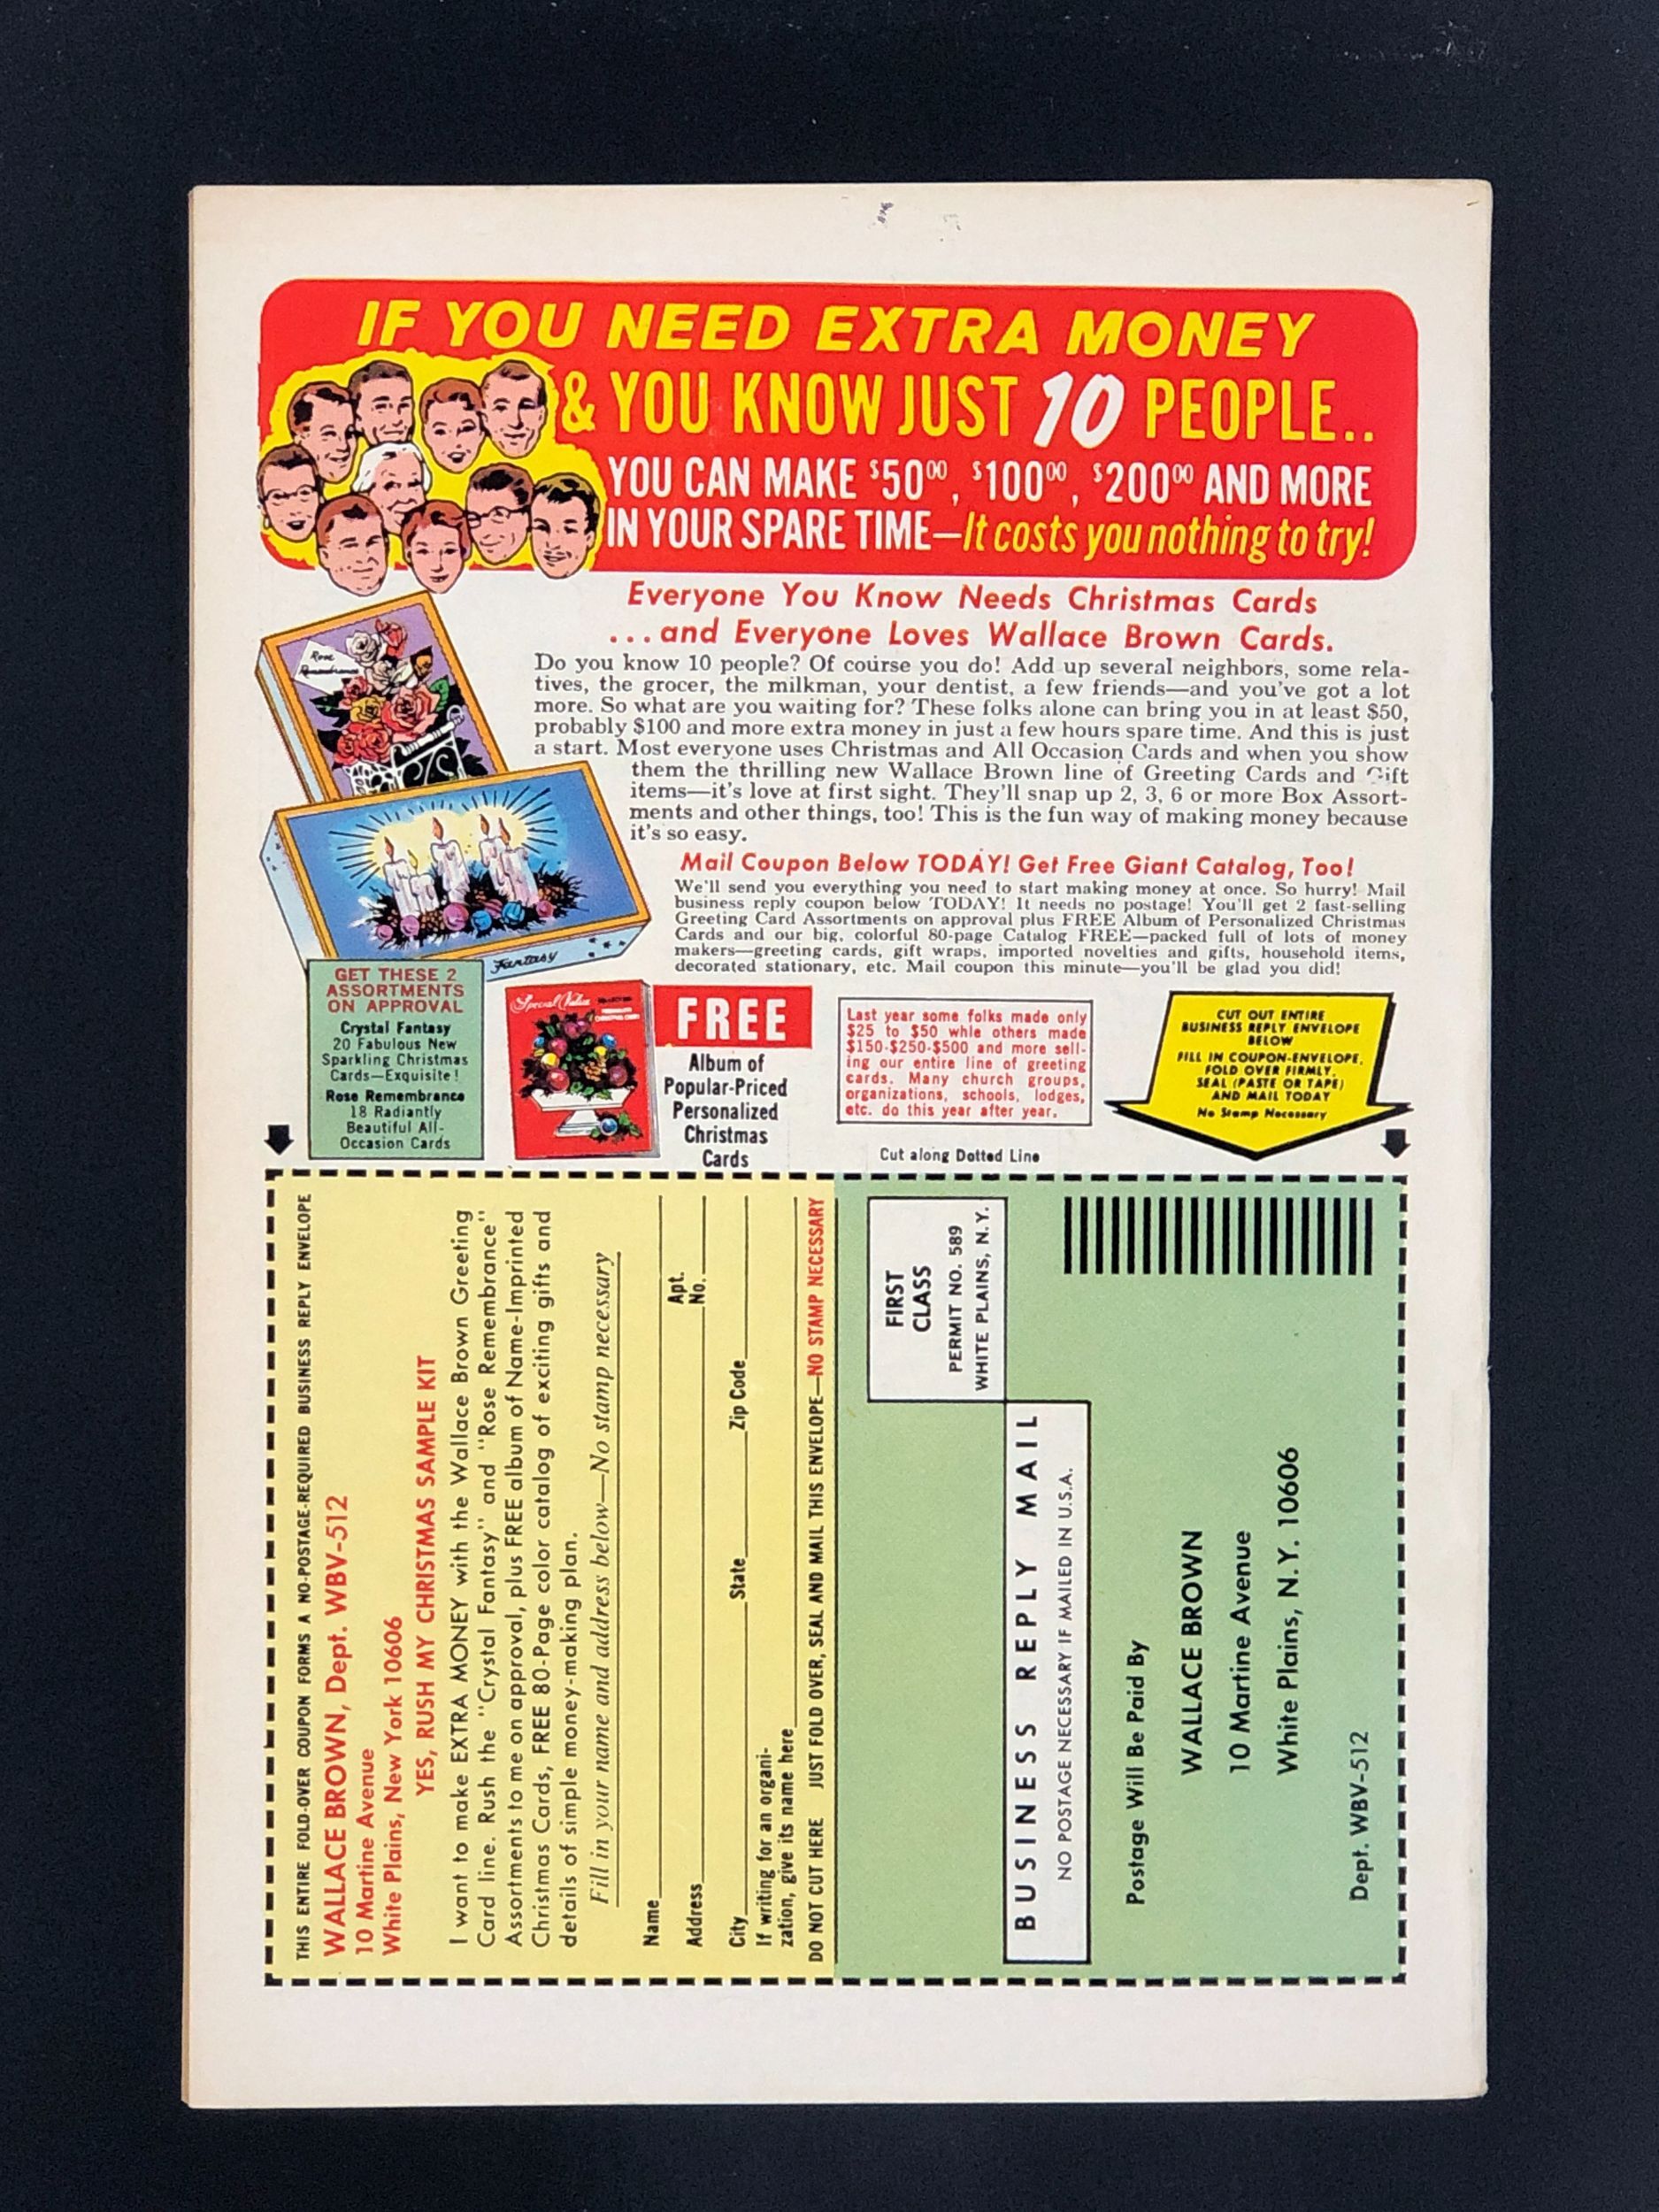 IF YOU NEED EXTRA MONEY
& YOU KNOW JUST 10 PEOPLE..
YOU CAN MAKE $50⁰⁰, $100⁰⁰, $200⁰⁰ AND MORE
IN YOUR SPARE TIME—It costs you nothing to try!
Everyone You Know Needs Christmas Cards
...and Everyone Loves Wallace Brown Cards.
Do you know 10 people? Of course you do! Add up several neighbors, some rela-
tives, the grocer, the milkman, your dentist, a few friends—and you've got a lot
more. So what are you waiting for? These folks alone can bring you in at least $50,
probably $100 and more extra money in just a few hours spare time. And this is just
a start. Most everyone uses Christmas and All Occasion Cards and when you show
them the thrilling new Wallace Brown line of Greeting Cards and Gift
items—it's love at first sight. They'll snap up 2, 3, 6 or more Box Assort-
ments and other things, too! This is the fun way of making money because
it's so easy.
Rose
Remembrance
Fantasy
Mail Coupon Below TODAY! Get Free Giant Catalog, Too!
We'll send you everything you need to start making money at once. So hurry! Mail
business reply coupon below TODAY! It needs no postage! You'll get 2 fast-selling
Greeting Card Assortments on approval plus FREE Album of Personalized Christmas
Cards and our big, colorful 80-page Catalog FREE—packed full of lots of money
makers—greeting cards, gift wraps, imported novelties and gifts, household items,
decorated stationary, etc. Mail coupon this minute—you'll be glad you did!
GET THESE 2
ASSORTMENTS
ON APPROVAL
Crystal Fantasy
20 Fabulous New
Sparkling Christmas
Cards—Exquisite!
Rose Remembrance
18 Radiantly
Beautiful All-
Occasion Cards
Special Value
FREE
Album of
Popular-Priced
Personalized
Christmas
Cards
Last year some folks made only
$25 to $50 whle others made
$150-$250-$500 and more sell-
ing our entire line of greeting
cards. Many church groups,
organizations, schools, lodges,
etc. do this year after year.
CUT OUT ENTIRE
BUSINESS REPLY ENVELOPE
BELOW
FILL IN COUPON-ENVELOPE,
FOLD OVER FIRMLY,
SEAL (PASTE OR TAPE)
AND MAIL TODAY
No Stamp Necessary
Cut along Dotted Line
THIS ENTIRE FOLD-OVER COUPON FORMS A NO-POSTAGE-REQUIRED BUSINESS REPLY ENVELOPE
WALLACE BROWN, Dept. WBV-512
10 Martine Avenue
White Plains, New York 10606
YES, RUSH MY CHRISTMAS SAMPLE KIT
I want to make EXTRA MONEY with the Wallace Brown Greeting
Card line. Rush the "Crystal Fantasy" and "Rose Remembrance"
Assortments to me on approval, plus FREE album of Name-Imprinted
Christmas Cards, FREE 80-Page color catalog of exciting gifts and
details of simple money-making plan.
Fill in your name and address below—No stamp necessary
Name
Address Apt. No.
City State Zip Code
If writing for an organi-
zation, give its name here
DO NOT CUT HERE JUST FOLD OVER, SEAL AND MAIL THIS ENVELOPE—NO STAMP NECESSARY
FIRST
CLASS
PERMIT NO. 589
WHITE PLAINS, N.Y.
BUSINESS REPLY MAIL
NO POSTAGE NECESSARY IF MAILED IN U.S.A.
Postage Will Be Paid By
WALLACE BROWN
10 Martine Avenue
White Plains, N.Y. 10606
Dept. WBV-512